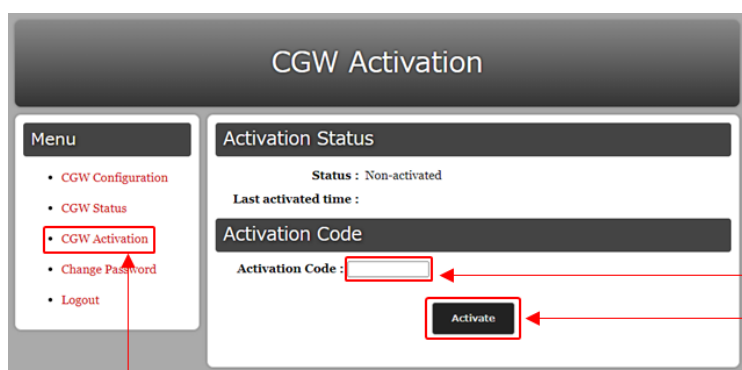 CGW Activation
Menu
CGW Configuration
CGW Status
CGW Activation
Change Password
Logout
Activation Status
Status : Non-activated
Last activated time :
Activation Code
Activation Code :
Activate